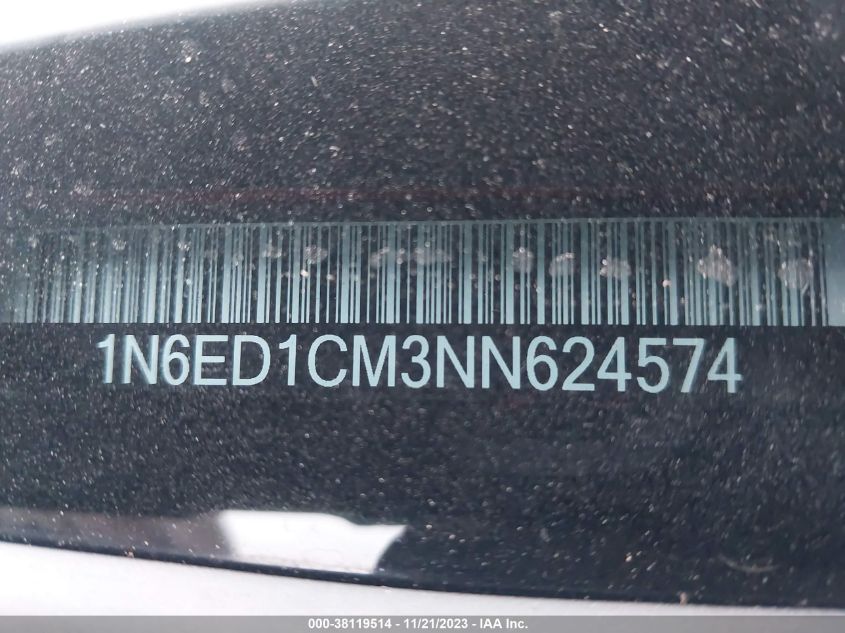 1N6ED1CM3NN624574
000-38119514 - 11/21/2023 - IAA Inc.